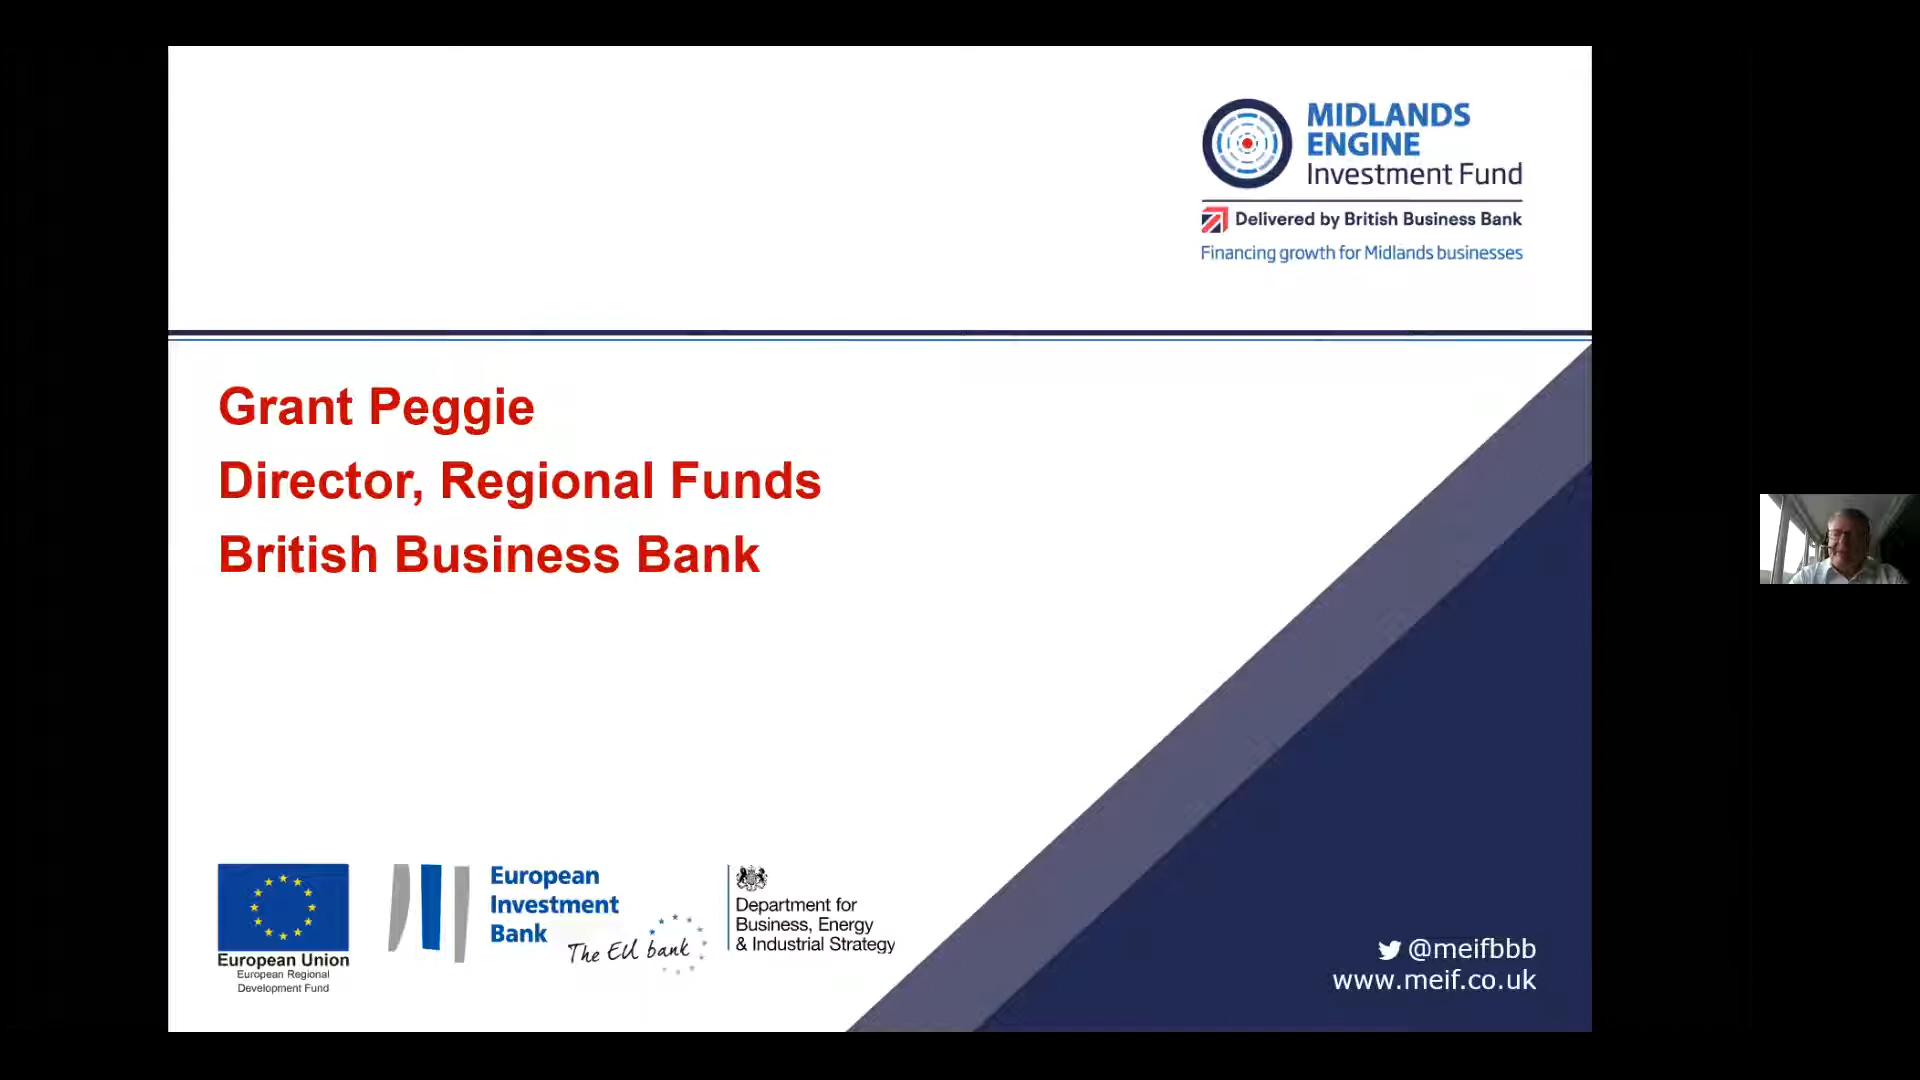 MIDLANDS
ENGINE
Investment Fund
Delivered by British Business Bank
Financing growth for Midlands businesses
Grant Peggie
Director, Regional Funds
British Business Bank
European Union
European Regional
Development Fund
European
Investment
Bank
The EU bank
Department for
Business, Energy
& Industrial Strategy
@meifbbb
www.meif.co.uk